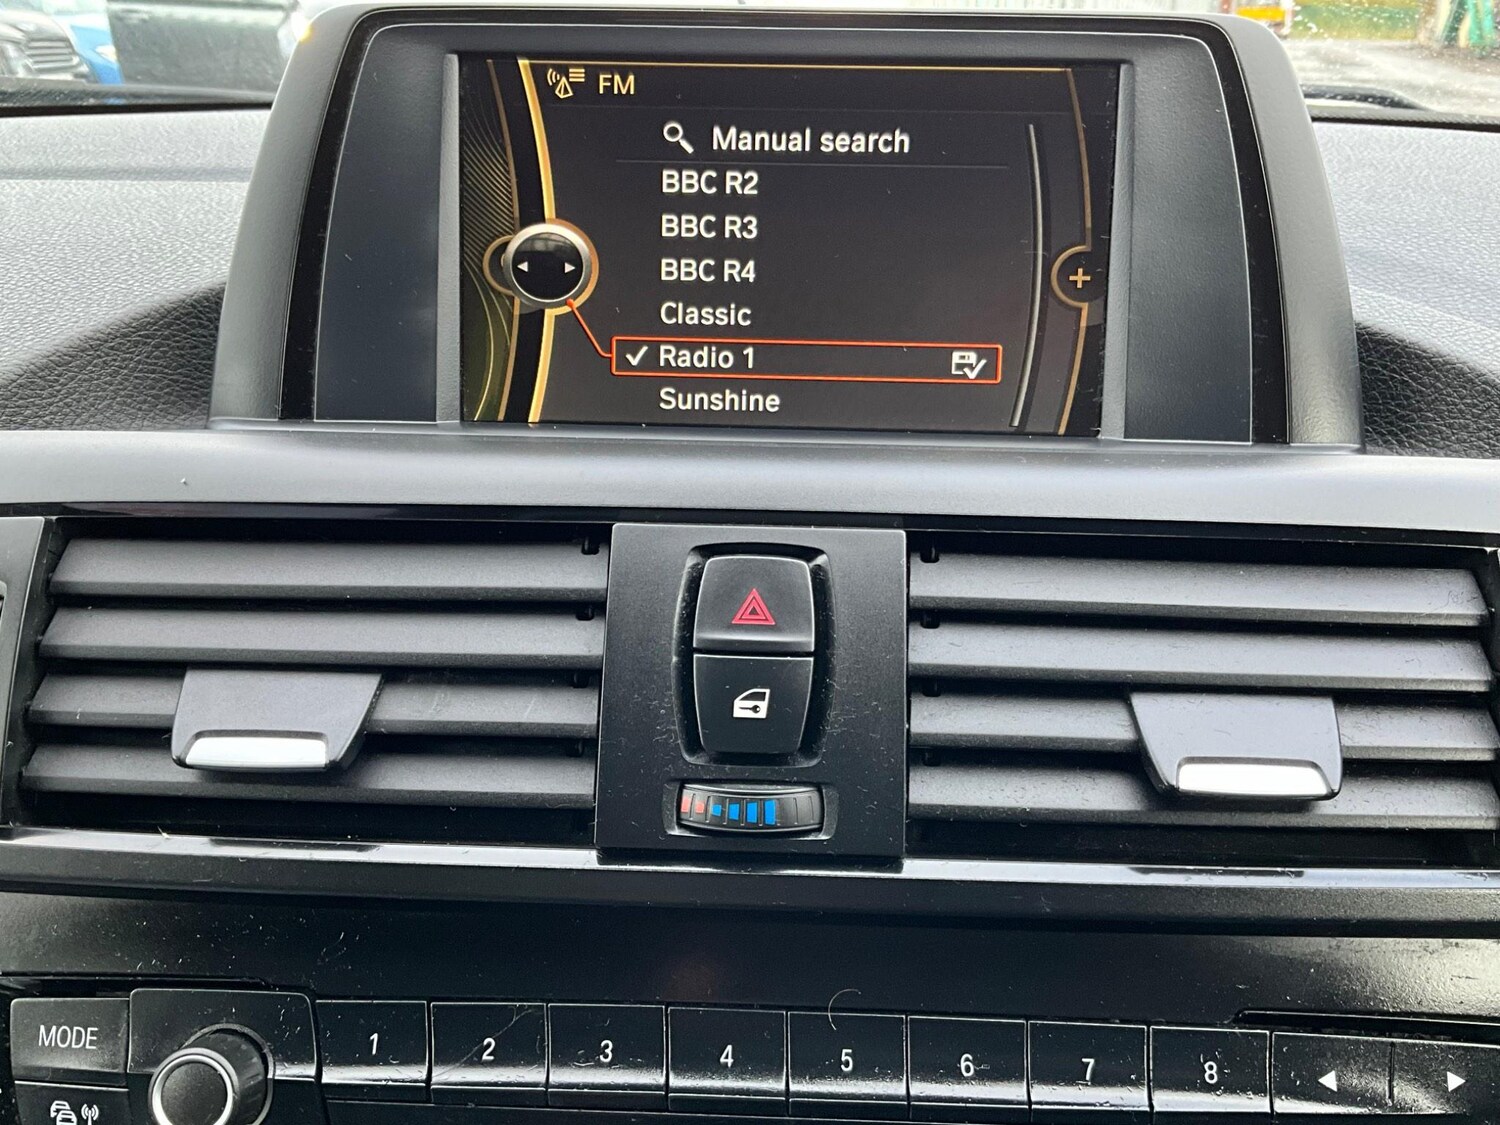 FM
Manual search
BBC R2
BBC R3
BBC R4
Classic
Radio 1
Sunshine
MODE
1 2 3 4 5 6 7 8